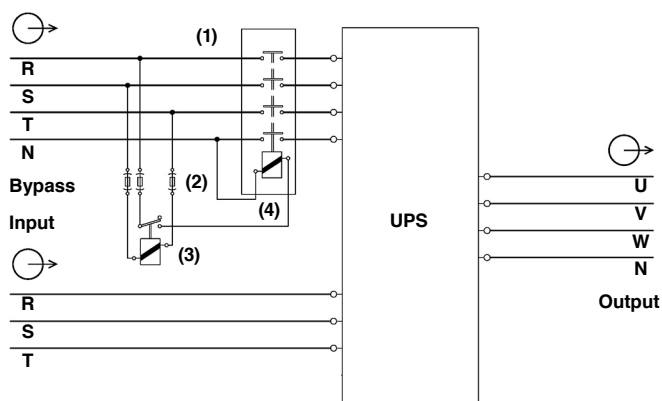 (1)
R
S
T
N
Bypass
(2)
Input
(4)
(3)
R
S
T
UPS
U
V
W
N
Output